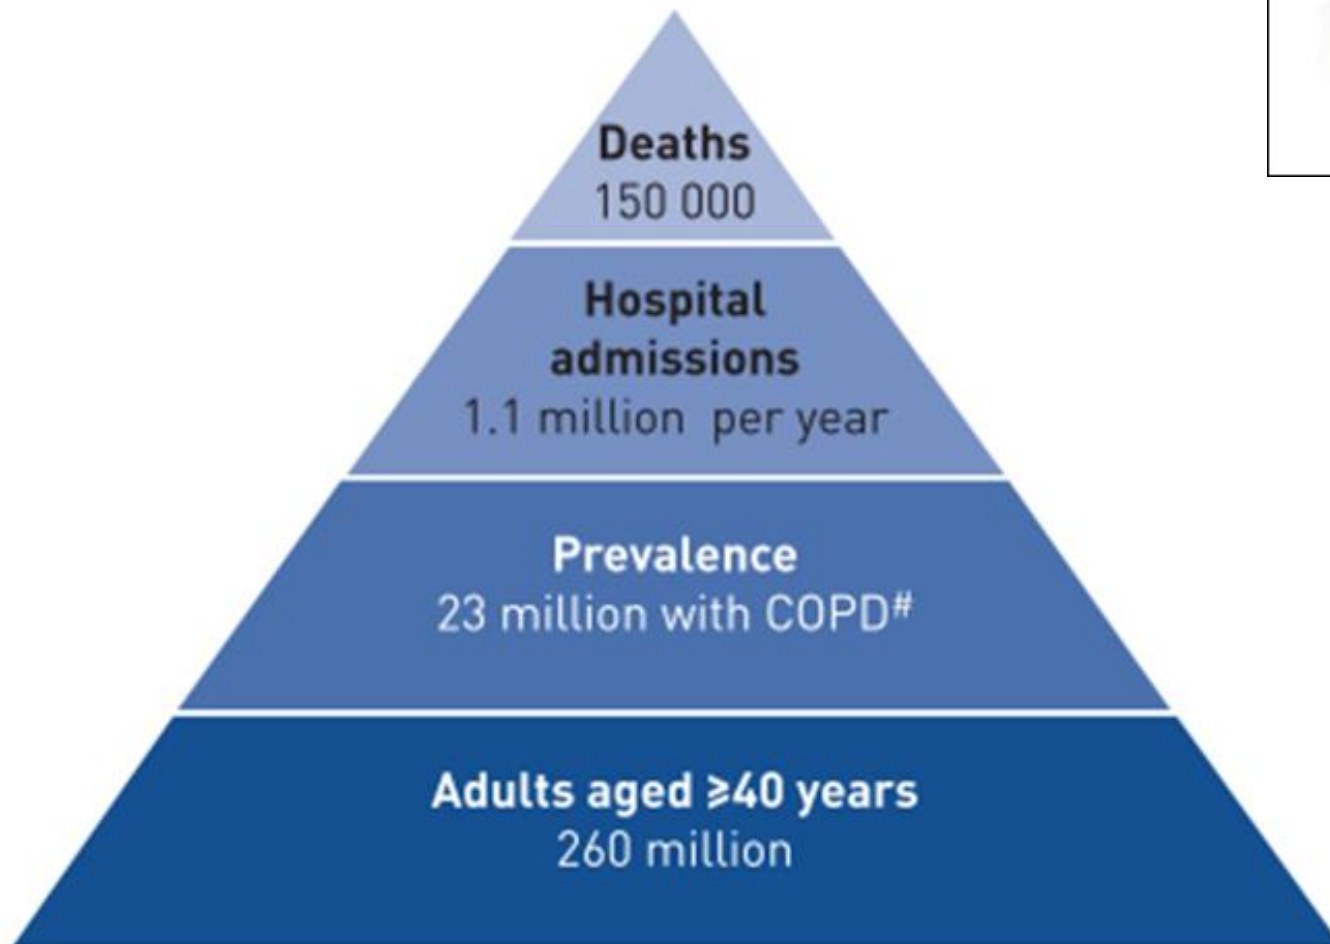 Deaths
150 000
Hospital
admissions
1.1 million per year
Prevalence
23 million with COPD#
Adults aged ≥40 years
260 million